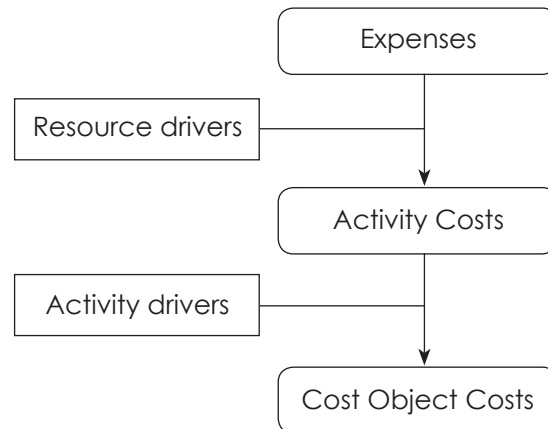 Expenses
Resource drivers
Activity Costs
Activity drivers
Cost Object Costs